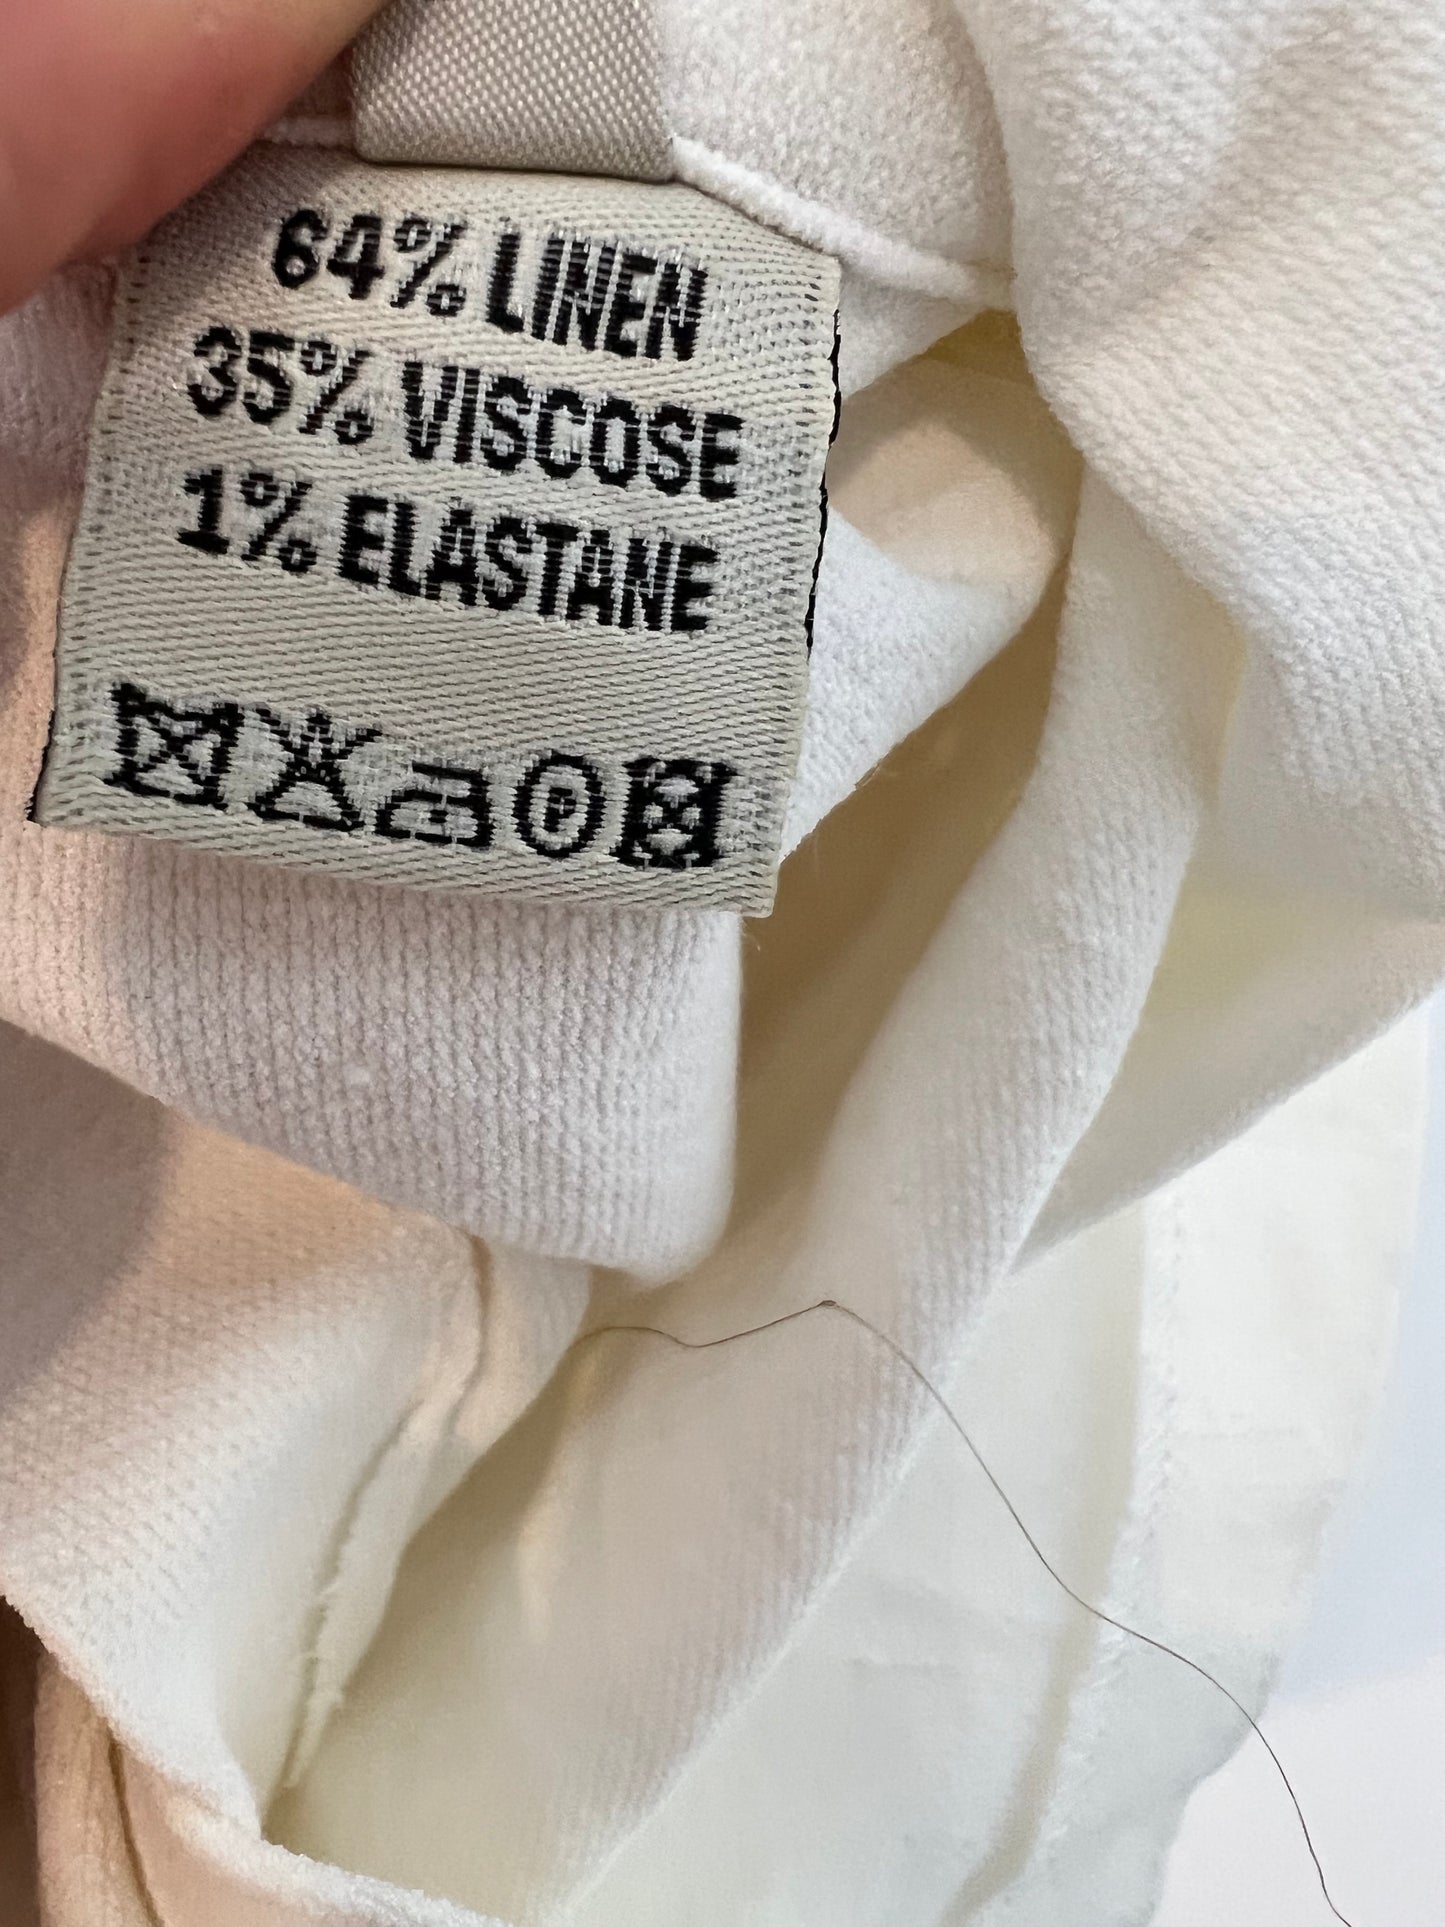 64% LINEN
35% VISCOSE
1% ELASTANE